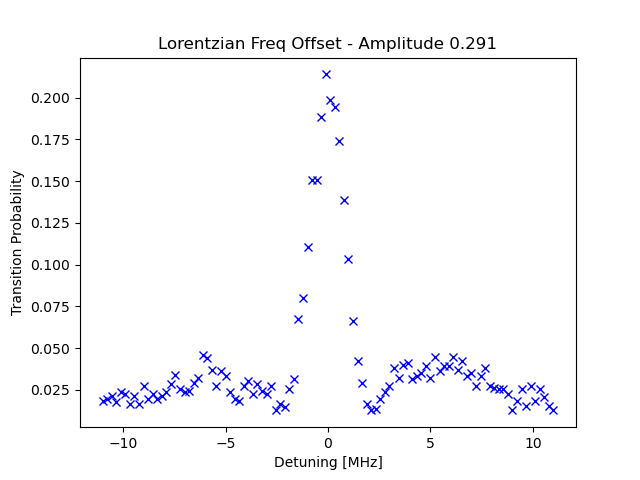 Lorentzian Freq Offset - Amplitude 0.291
0.200
0.175
0.150
0.125
0.100
0.075
0.050
0.025
Transition Probability
−10 −5 0 5 10
Detuning [MHz]